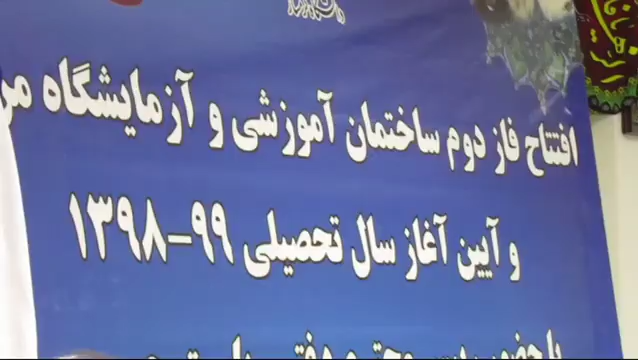 افتتاح فاز دوم ساختمان آموزشی و آزمایشگاه
و آیین آغاز سال تحصیلی ۹۹-۱۳۹۸